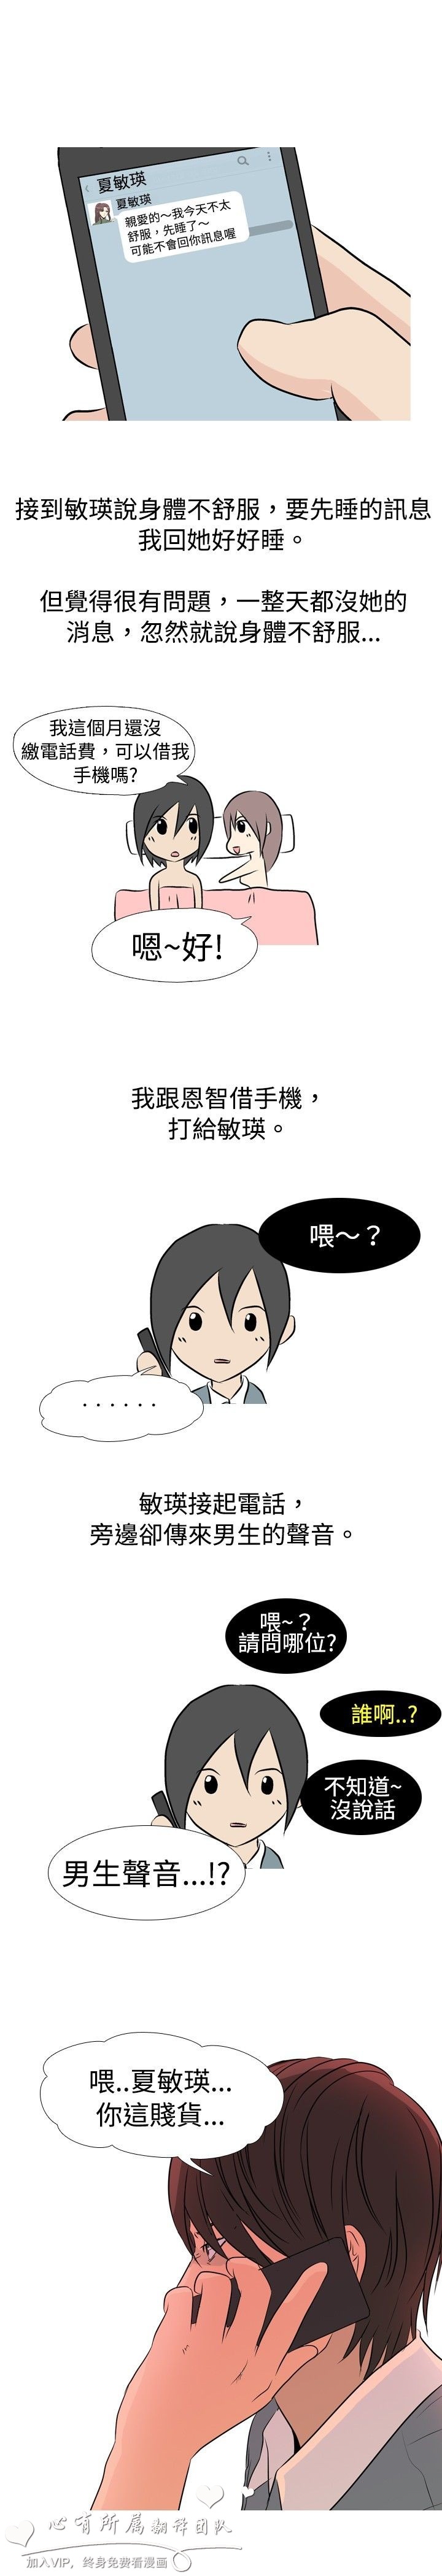 夏敏瑛
夏敏瑛
親愛的～我今天不太
舒服，先睡了～
可能不會回你訊息喔
接到敏瑛說身體不舒服，要先睡的訊息
我回她好好睡。
但覺得很有問題，一整天都沒她的
消息，忽然就說身體不舒服...
我這個月還沒
繳電話費，可以借我
手機嗎?
嗯~好!
我跟恩智借手機，
打給敏瑛。
喂～？
······
敏瑛接起電話，
旁邊卻傳來男生的聲音。
喂~？
請問哪位?
誰啊..?
不知道~
沒說話
男生聲音...!?
喂..夏敏瑛...
你這賤貨...
心有所属翻译团队
加入VIP，终身免费看漫画